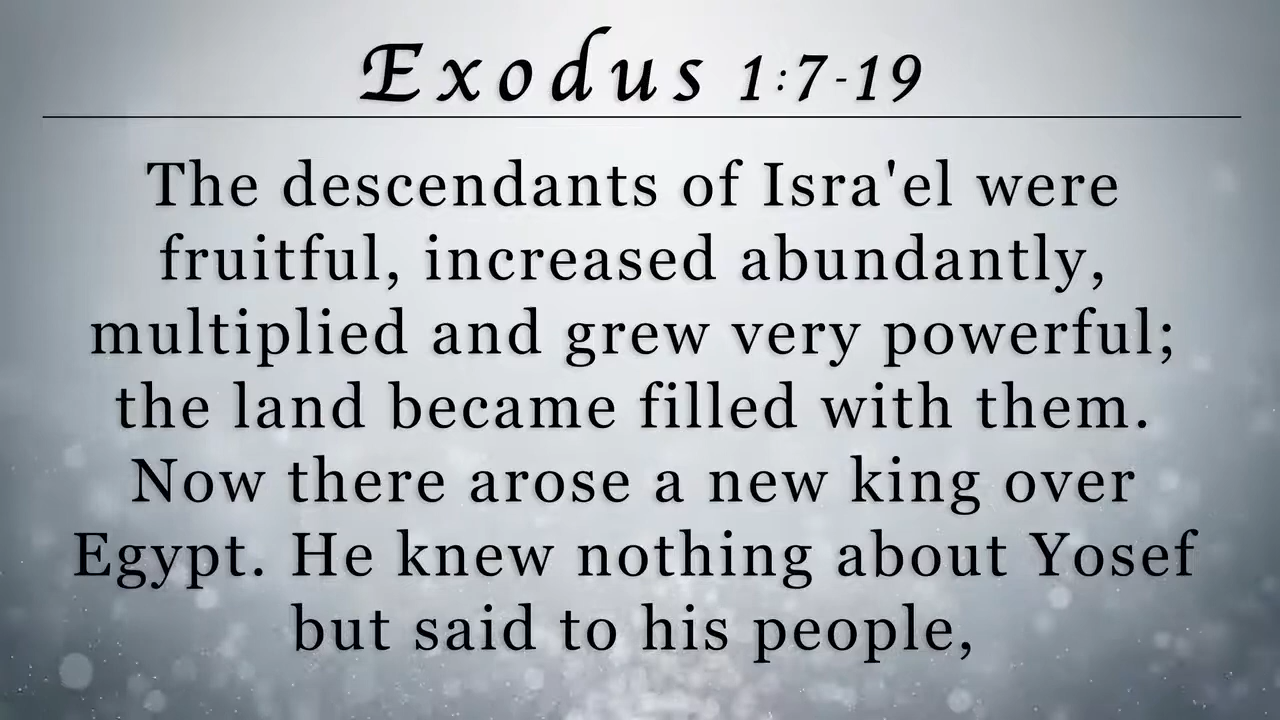 Exodus 1:7-19
The descendants of Isra'el were
fruitful, increased abundantly,
multiplied and grew very powerful;
the land became filled with them.
Now there arose a new king over
Egypt. He knew nothing about Yosef
but said to his people,